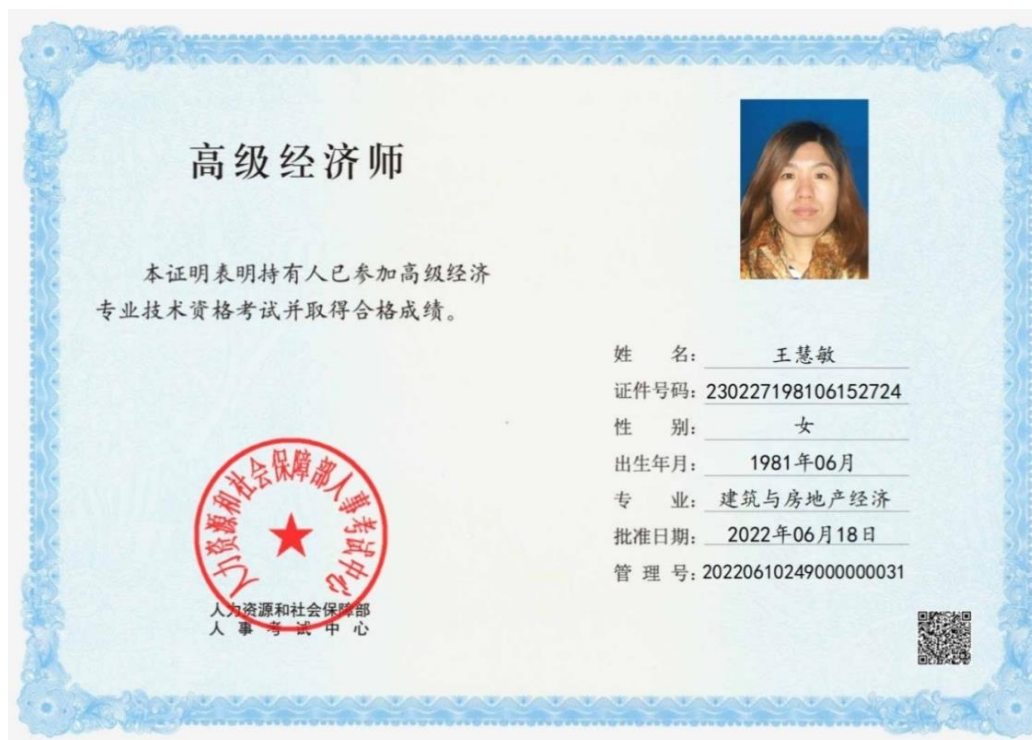 高级经济师
本证明表明持有人已参加高级经济
专业技术资格考试并取得合格成绩。
姓 名: 王慧敏
证件号码: 230227198106152724
性 别: 女
出生年月: 1981年06月
专 业: 建筑与房地产经济
批准日期: 2022年06月18日
管 理 号: 20220610249000000031
人力资源和社会保障部人事考试中心
人力资源和社会保障部
人 事 考 试 中 心